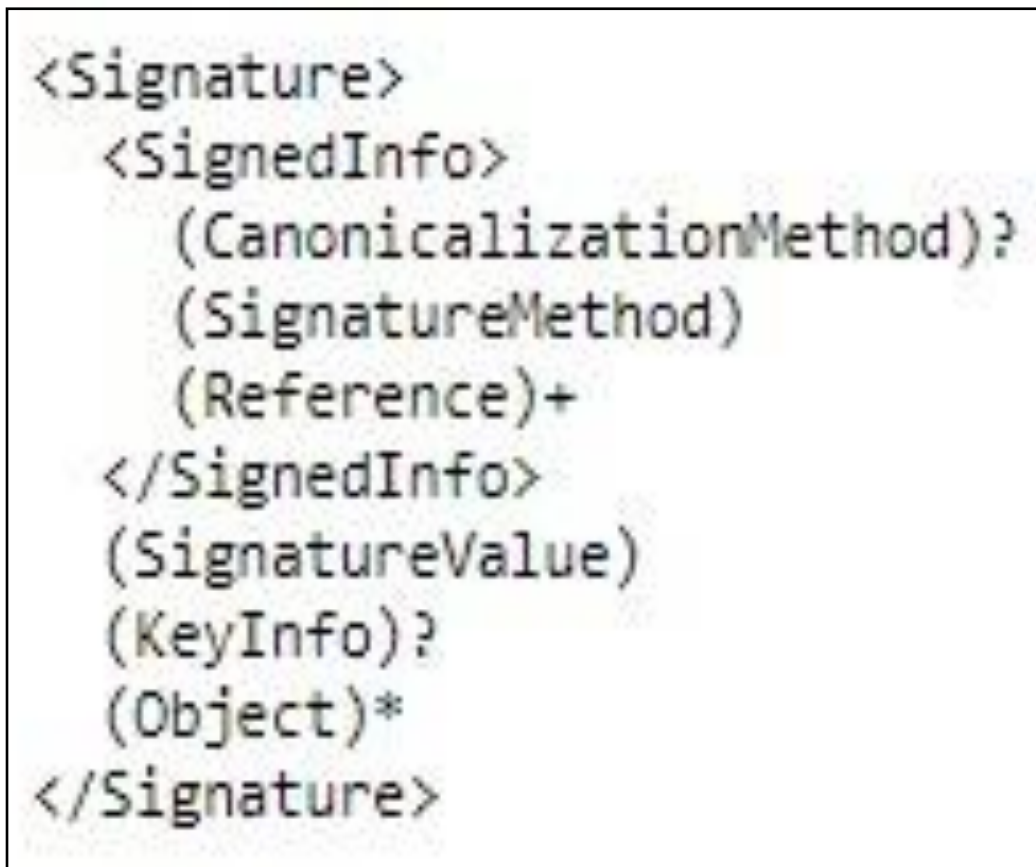 <Signature>
<SignedInfo>
(CanonicalizationMethod)?
(SignatureMethod)
(Reference)+
</SignedInfo>
(SignatureValue)
(KeyInfo)?
(Object)*
</Signature>